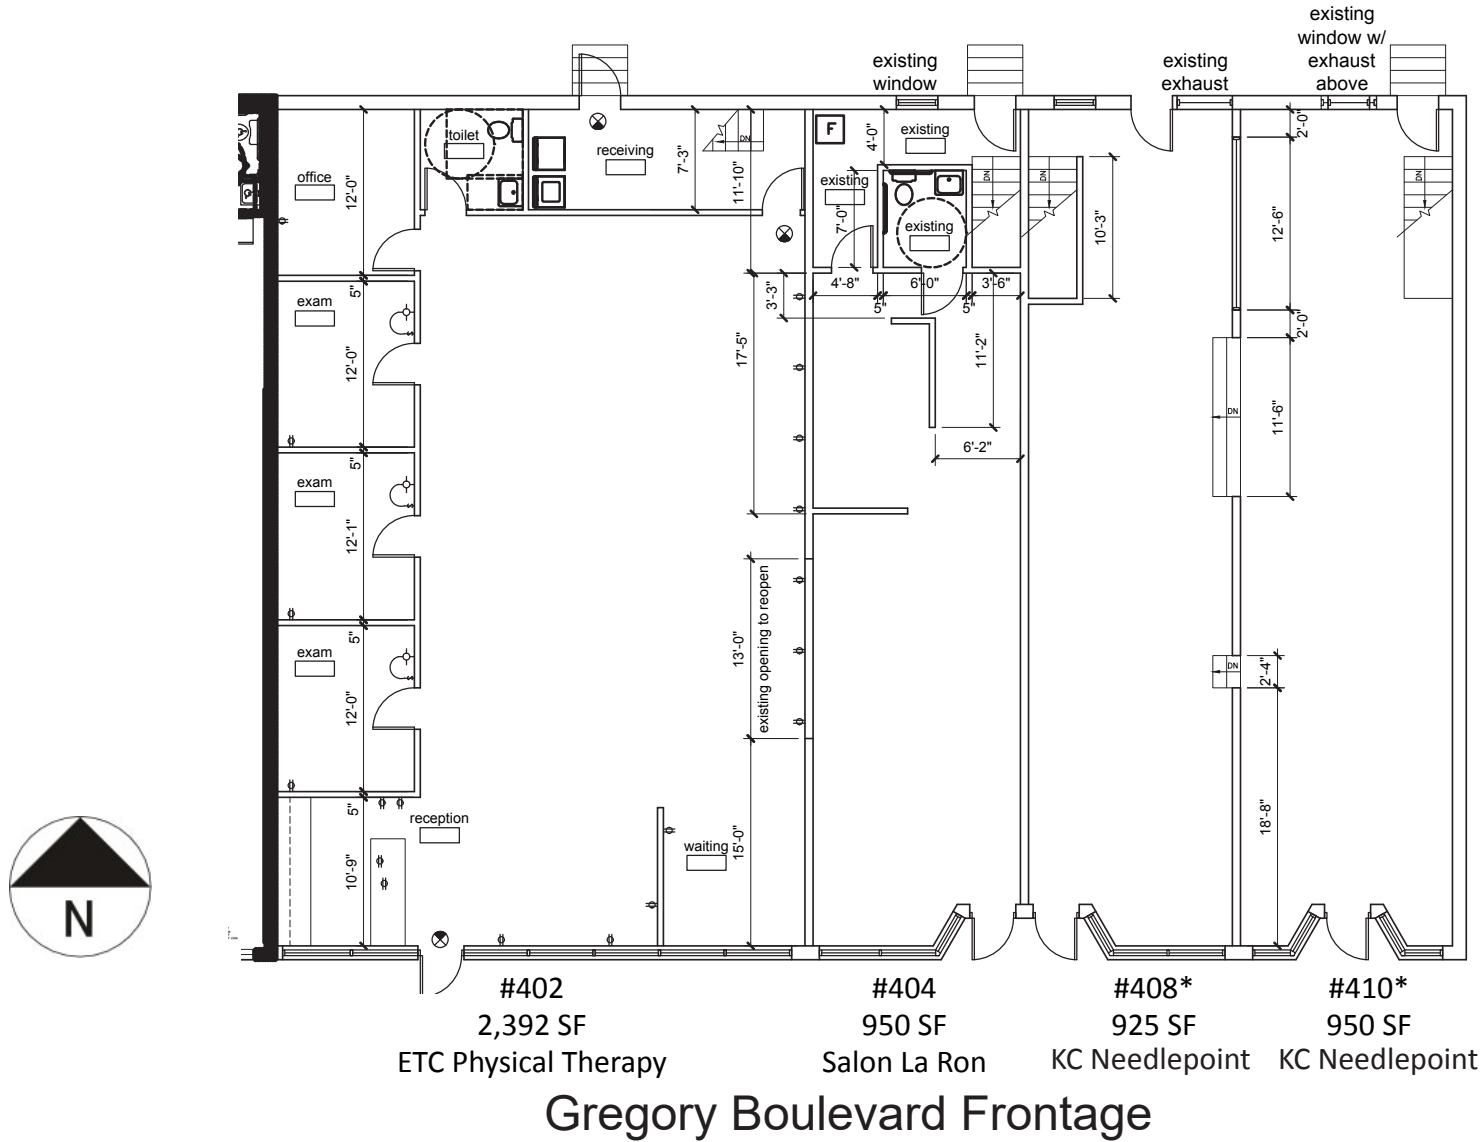 existing
window w/
exhaust
above
existing
window
existing
exhaust
toilet
office
receiving
existing
existing
existing
F
DN
DN
DN
DN
12'-0"
7'-3"
11'-10"
4'-0"
7'-0"
10'-3"
2'-0"
12'-6"
2'-0"
4'-8"
6'-0"
3'-6"
5"
5"
3'-3"
11'-2"
6'-2"
17'-5"
exam
5"
12'-0"
S
DN
11'-6"
exam
5"
12'-1"
S
exam
5"
12'-0"
S
13'-0"
existing opening to reopen
DN
2'-4"
18'-8"
5"
10'-9"
reception
waiting
15'-0"
N
#402
2,392 SF
ETC Physical Therapy
#404
950 SF
Salon La Ron
#408*
925 SF
KC Needlepoint
#410*
950 SF
KC Needlepoint
Gregory Boulevard Frontage